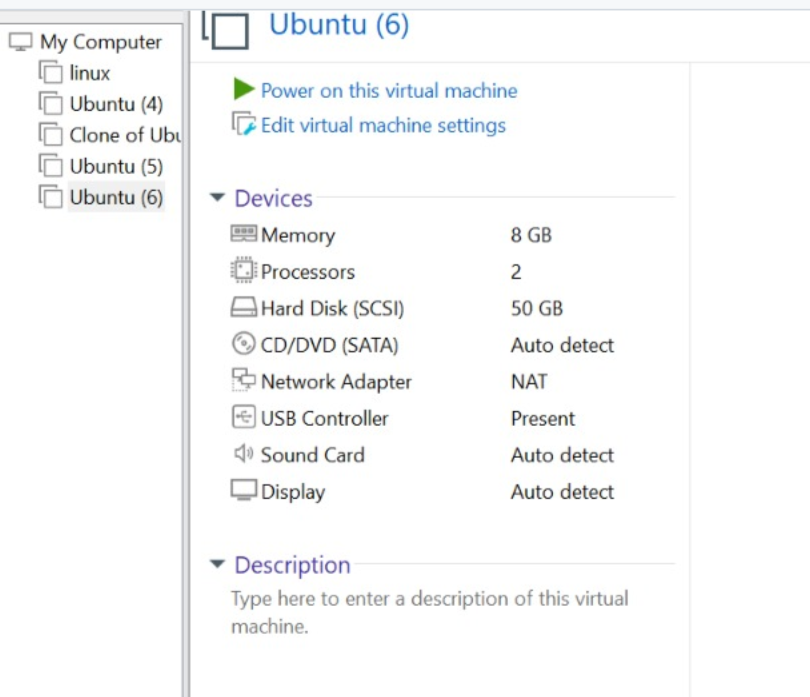 My Computer
linux
Ubuntu (4)
Clone of
Ubuntu (5)
Ubuntu (6)
Ubuntu (6)
Power on this virtual machine
Edit virtual machine settings
Devices
Memory 8 GB
Processors 2
Hard Disk (SCSI) 50 GB
CD/DVD (SATA) Auto detect
Network Adapter NAT
USB Controller Present
Sound Card Auto detect
Display Auto detect
Description
Type here to enter a description of this virtual
machine.